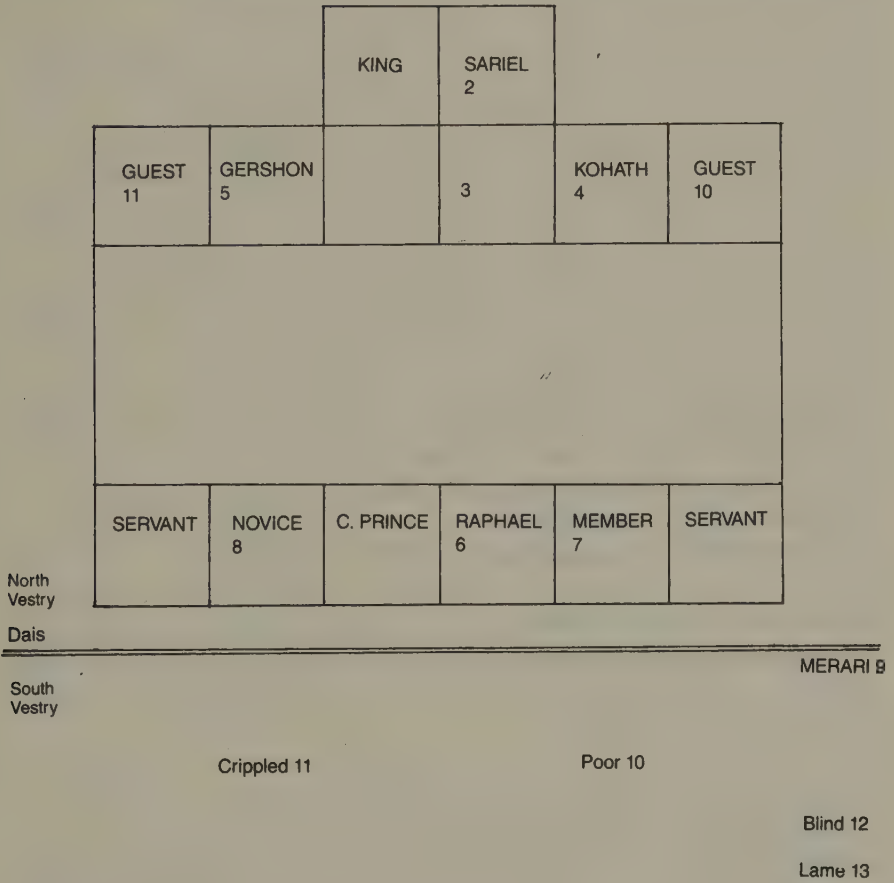 KING
SARIEL
2
GUEST
11
GERSHON
5
3
KOHATH
4
GUEST
10
SERVANT
NOVICE
8
C. PRINCE
RAPHAEL
6
MEMBER
7
SERVANT
North
Vestry
Dais
MERARI 9
South
Vestry
Crippled 11
Poor 10
Blind 12
Lame 13